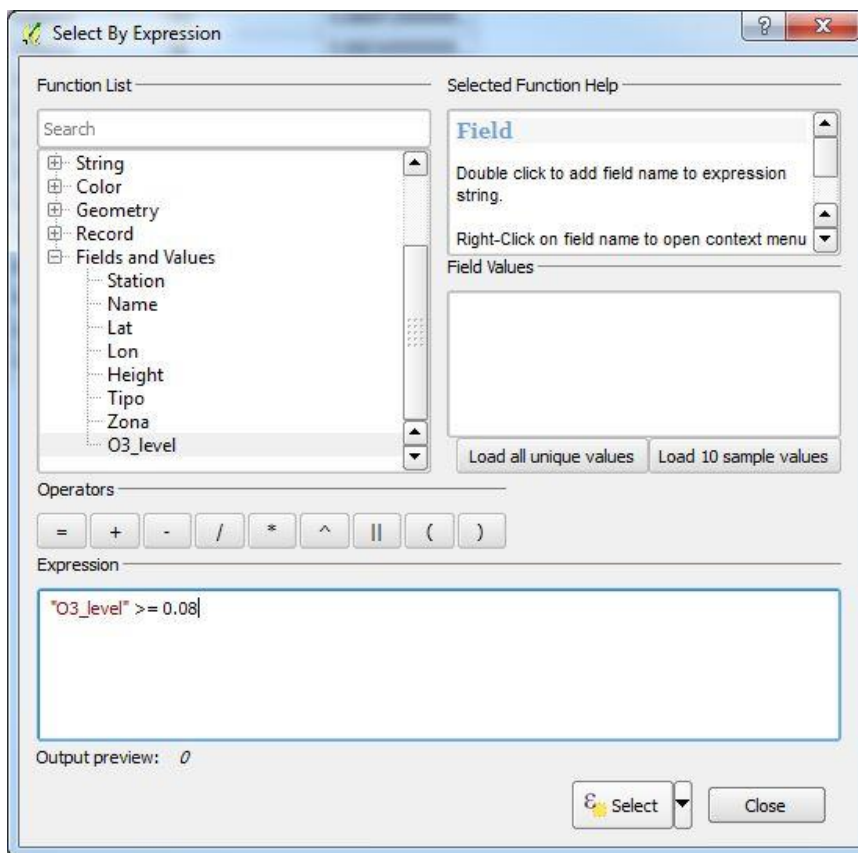 Select By Expression
?
X
Function List
Search
String
Color
Geometry
Record
Fields and Values
Station
Name
Lat
Lon
Height
Tipo
Zona
O3_level
Selected Function Help
Field
Double click to add field name to expression
string.
Right-Click on field name to open context menu
Field Values
Load all unique values Load 10 sample values
Operators
= + - / * ^ || ( )
Expression
"O3_level" >= 0.08
Output preview: 0
ε Select Close